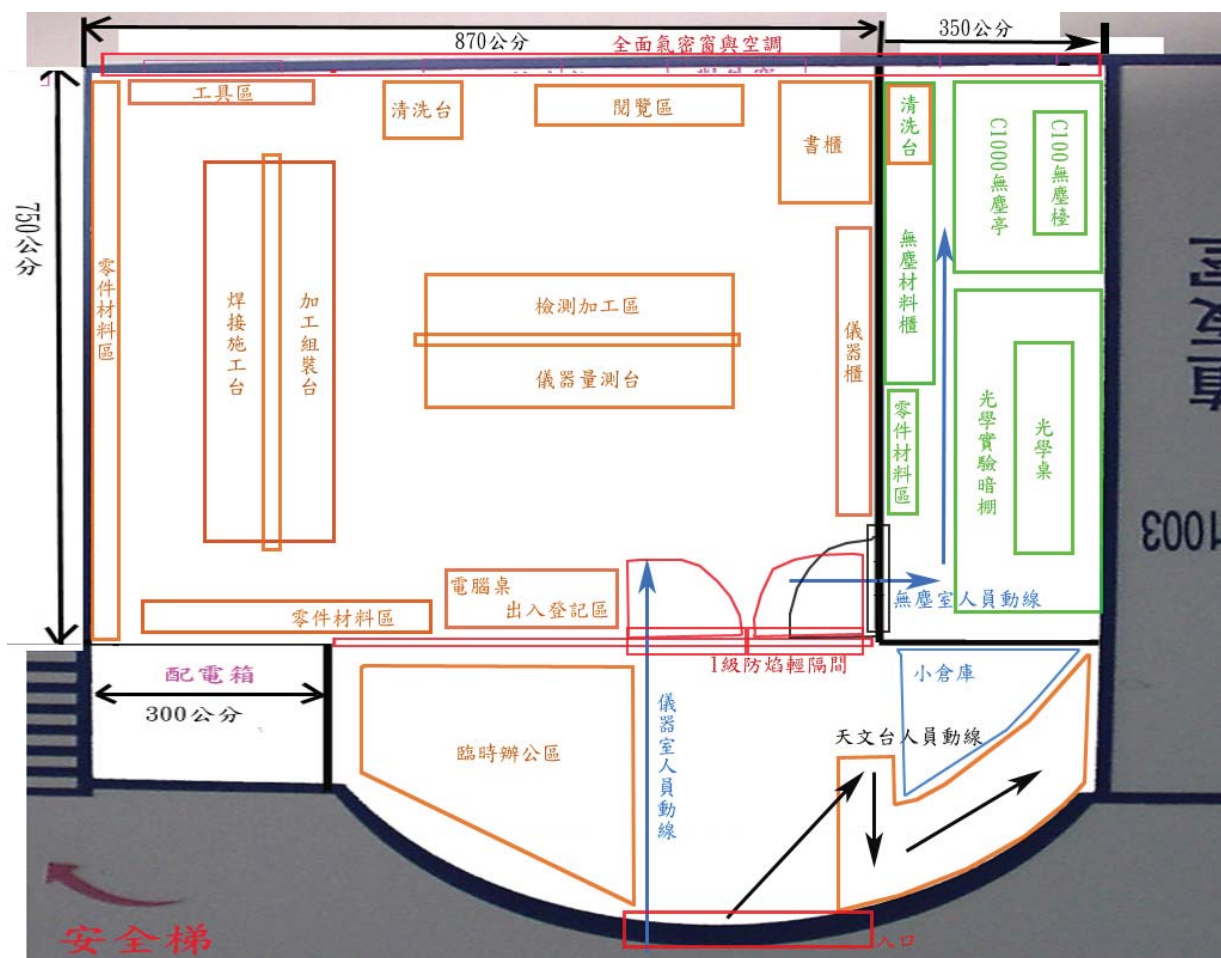 870公分
350公分
全面氣密窗與空調
750公分
工具區
清洗台
閱覽區
書櫃
清洗台
C1000無塵亭
C100無塵檯
零件材料區
焊接施工台
加工組裝台
檢測加工區
儀器量測台
儀器櫃
無塵材料櫃
零件材料區
光學實驗暗棚
光學桌
1003
電腦桌
出入登記區
零件材料區
無塵室人員動線
1級防焰輕隔間
配電箱
300公分
小倉庫
儀器室人員動線
天文台人員動線
臨時辦公區
安全梯
入口